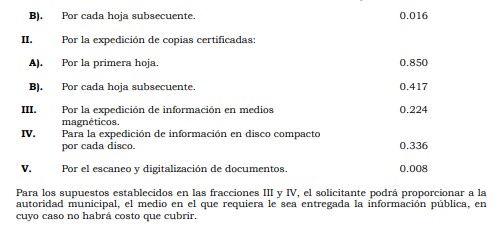 B). Por cada hoja subsecuente. 0.016
II. Por la expedición de copias certificadas:
A). Por la primera hoja. 0.850
B). Por cada hoja subsecuente. 0.417
III. Por la expedición de información en medios magnéticos. 0.224
IV. Para la expedición de información en disco compacto por cada disco. 0.336
V. Por el escaneo y digitalización de documentos. 0.008
Para los supuestos establecidos en las fracciones III y IV, el solicitante podrá proporcionar a la
autoridad municipal, el medio en el que requiera le sea entregada la información pública, en
cuyo caso no habrá costo que cubrir.